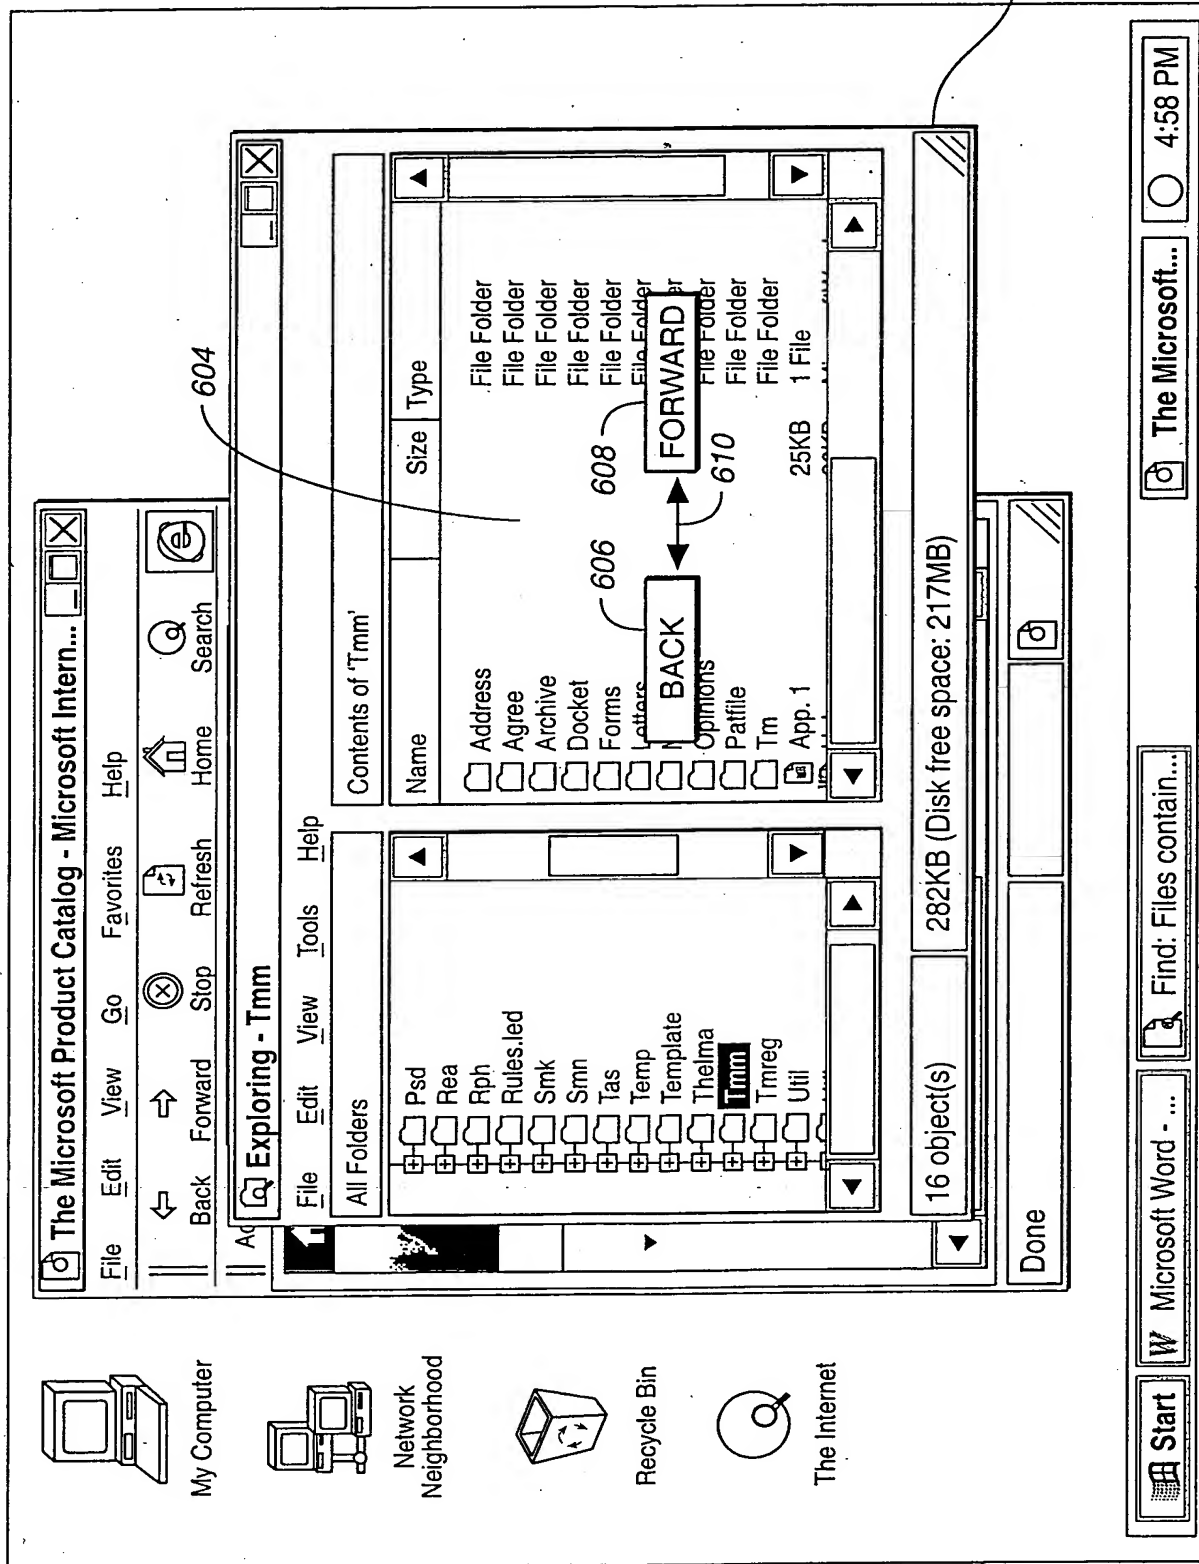 My Computer
Network
Neighborhood
Recycle Bin
The Internet
The Microsoft Product Catalog - Microsoft Intern...
File Edit View Go Favorites Help
Back Forward Stop Refresh Home Search
Exploring - Tmm
File Edit View Tools Help
All Folders
Psd
Rea
Rph
Rules.led
Smk
Smn
Tas
Temp
Template
Thelma
Tmm
Tmreg
Util
Contents of 'Tmm'
Name Size Type
Address File Folder
Agree File Folder
Archive File Folder
Docket File Folder
Forms File Folder
Letters File Folder
Opinions File Folder
Patfile File Folder
Tm File Folder
App. 1 25KB 1 File
604
606
608
610
BACK
FORWARD
16 object(s)
282KB (Disk free space: 217MB)
Done
Start
W Microsoft Word - ...
Find: Files contain...
The Microsoft...
4:58 PM